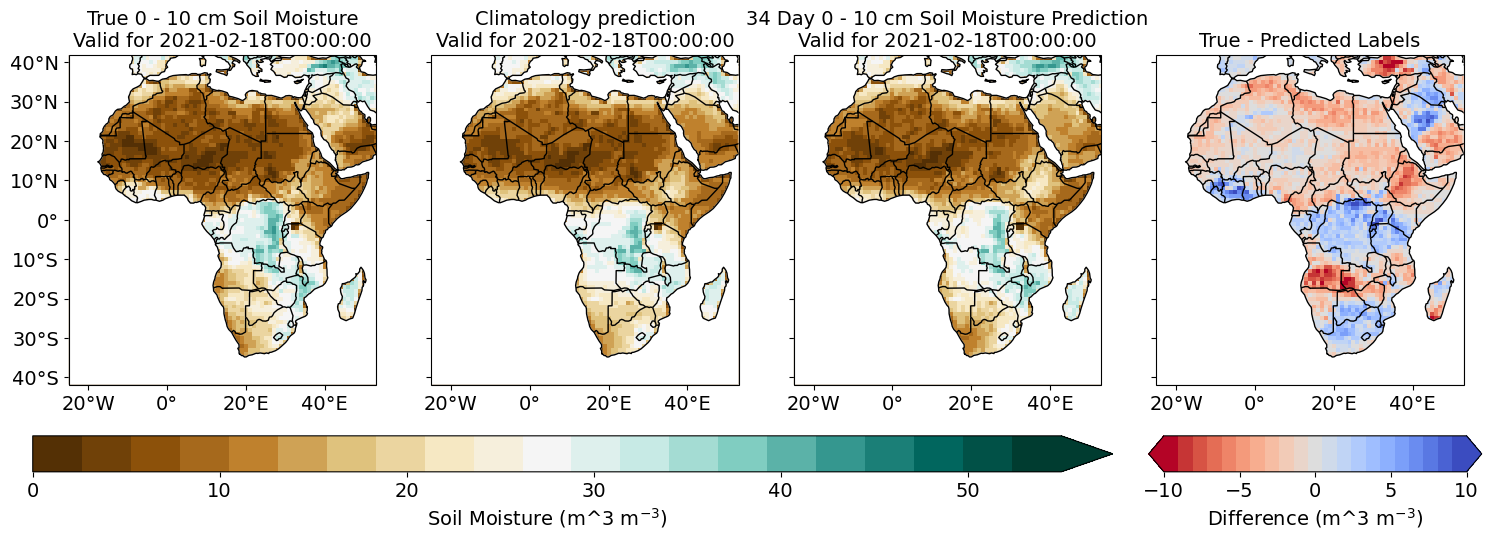 True 0 - 10 cm Soil Moisture
Valid for 2021-02-18T00:00:00
Climatology prediction
Valid for 2021-02-18T00:00:00
34 Day 0 - 10 cm Soil Moisture Prediction
Valid for 2021-02-18T00:00:00
True - Predicted Labels
40°N
30°N
20°N
10°N
0°
10°S
20°S
30°S
40°S
20°W 0° 20°E 40°E
20°W 0° 20°E 40°E
20°W 0° 20°E 40°E
20°W 0° 20°E 40°E
0 10 20 30 40 50
Soil Moisture (m^3 m⁻³)
−10 −5 0 5 10
Difference (m^3 m⁻³)